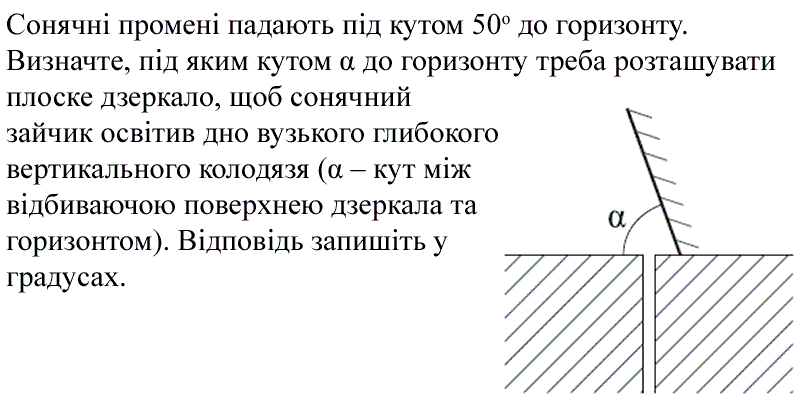 Сонячні промені падають під кутом 50º до горизонту.
Визначте, під яким кутом α до горизонту треба розташувати
плоске дзеркало, щоб сонячний
зайчик освітив дно вузького глибокого
вертикального колодязя (α – кут між
відбиваючою поверхнею дзеркала та
горизонтом). Відповідь запишіть у
градусах.
α